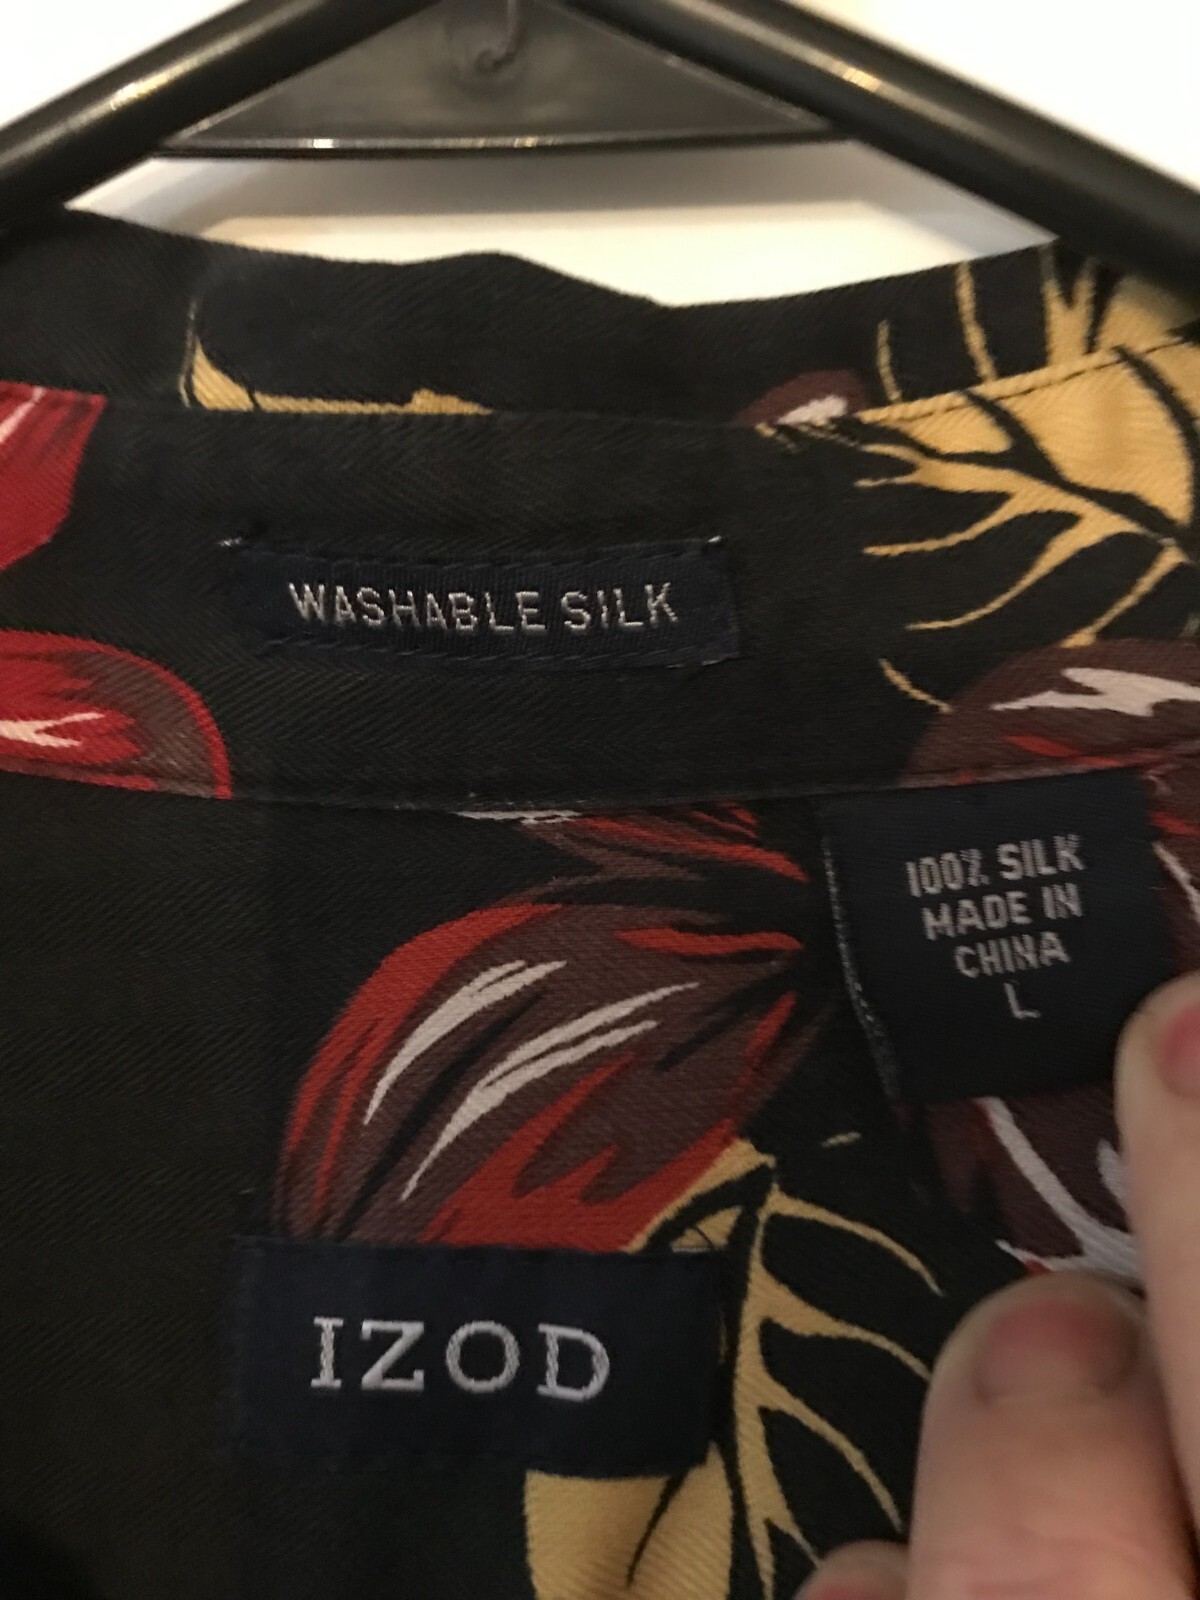 WASHABLE SILK
100% SILK
MADE IN
CHINA
L
IZOD